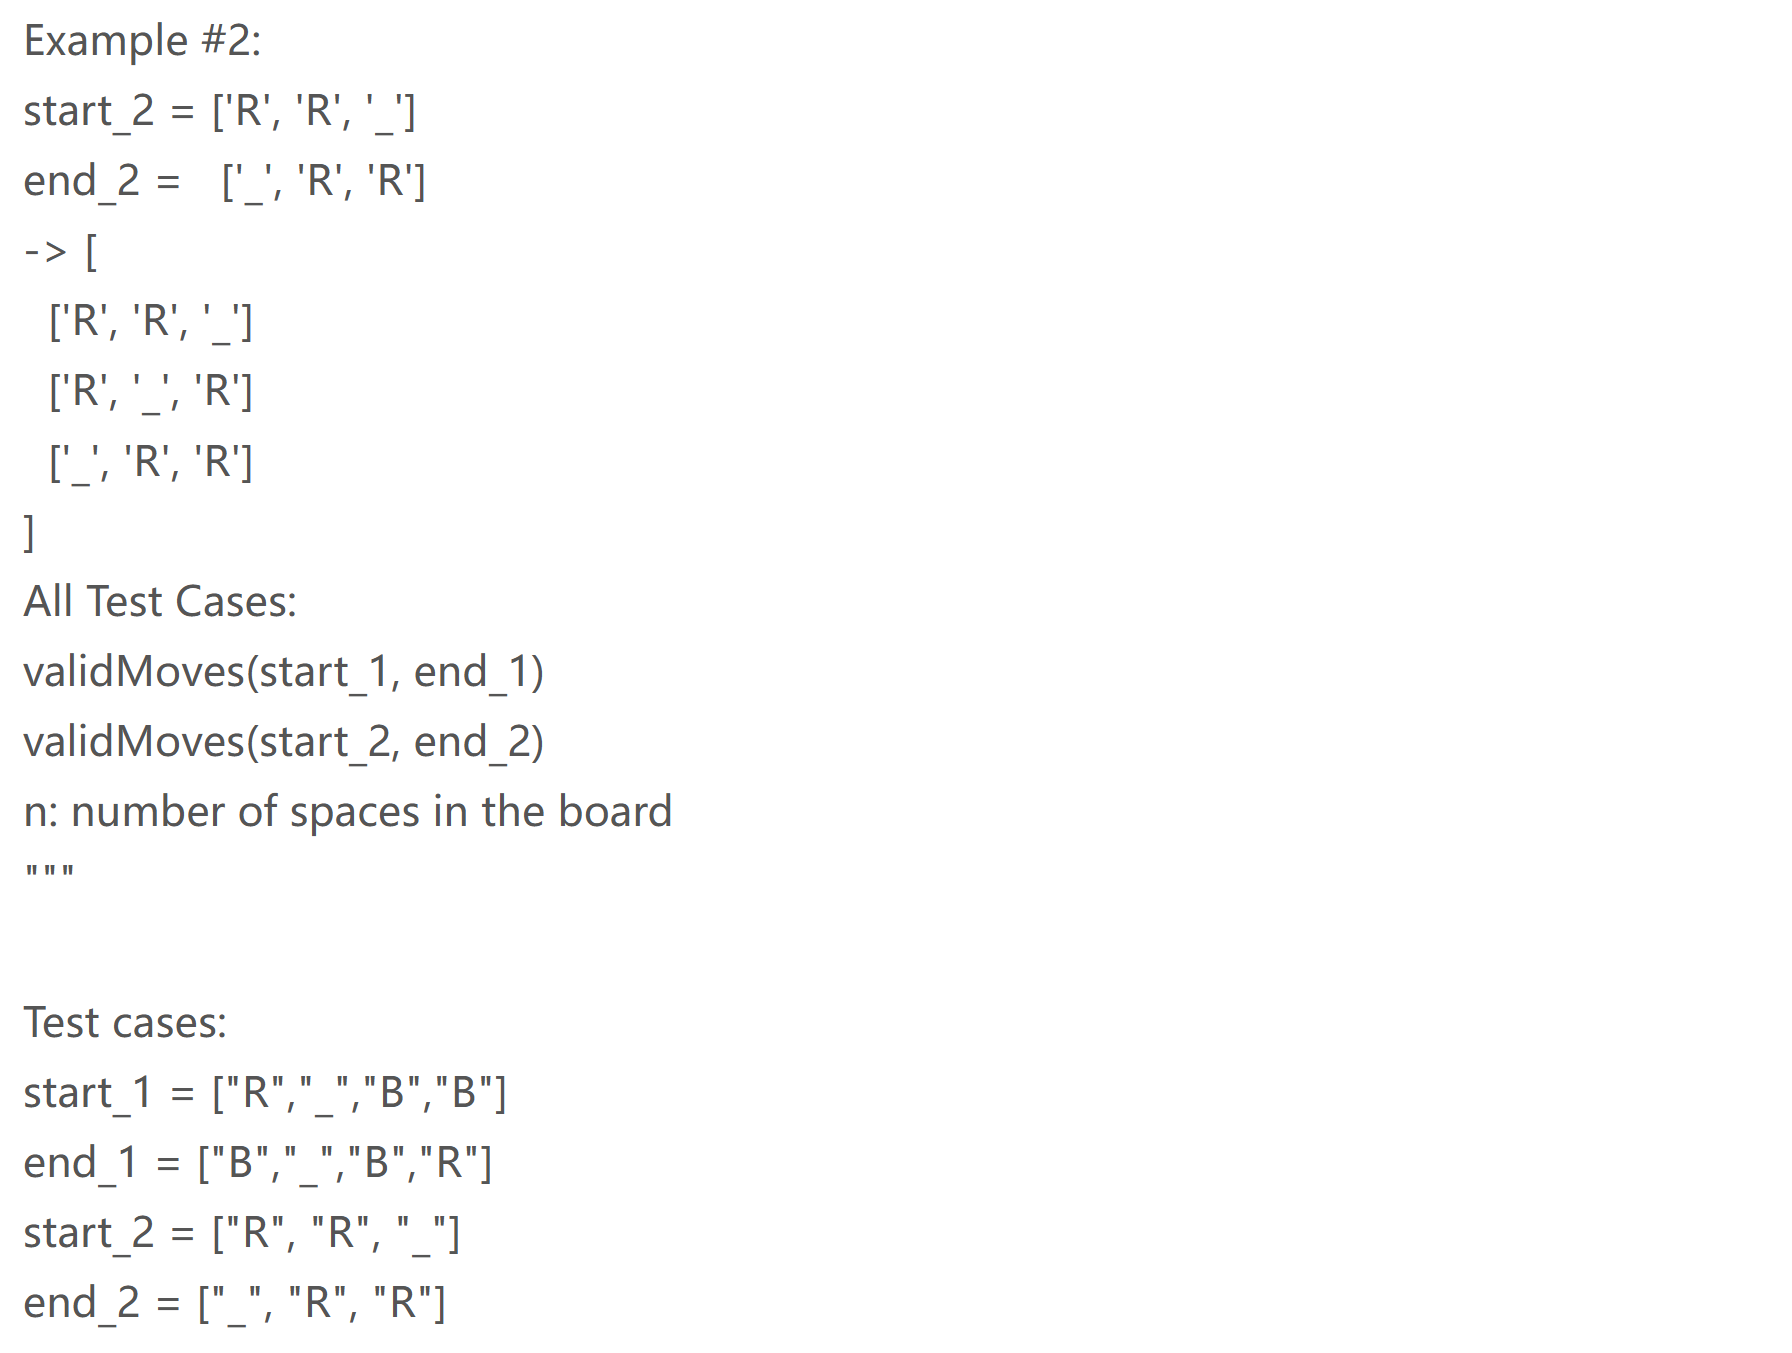 Example #2:
start_2 = ['R', 'R', '_']
end_2 =   ['_', 'R', 'R']
-> [
  ['R', 'R', '_']
  ['R', '_', 'R']
  ['_', 'R', 'R']
]
All Test Cases:
validMoves(start_1, end_1)
validMoves(start_2, end_2)
n: number of spaces in the board
"""
Test cases:
start_1 = ["R","_","B","B"]
end_1 = ["B","_","B","R"]
start_2 = ["R", "R", "_"]
end_2 = ["_", "R", "R"]